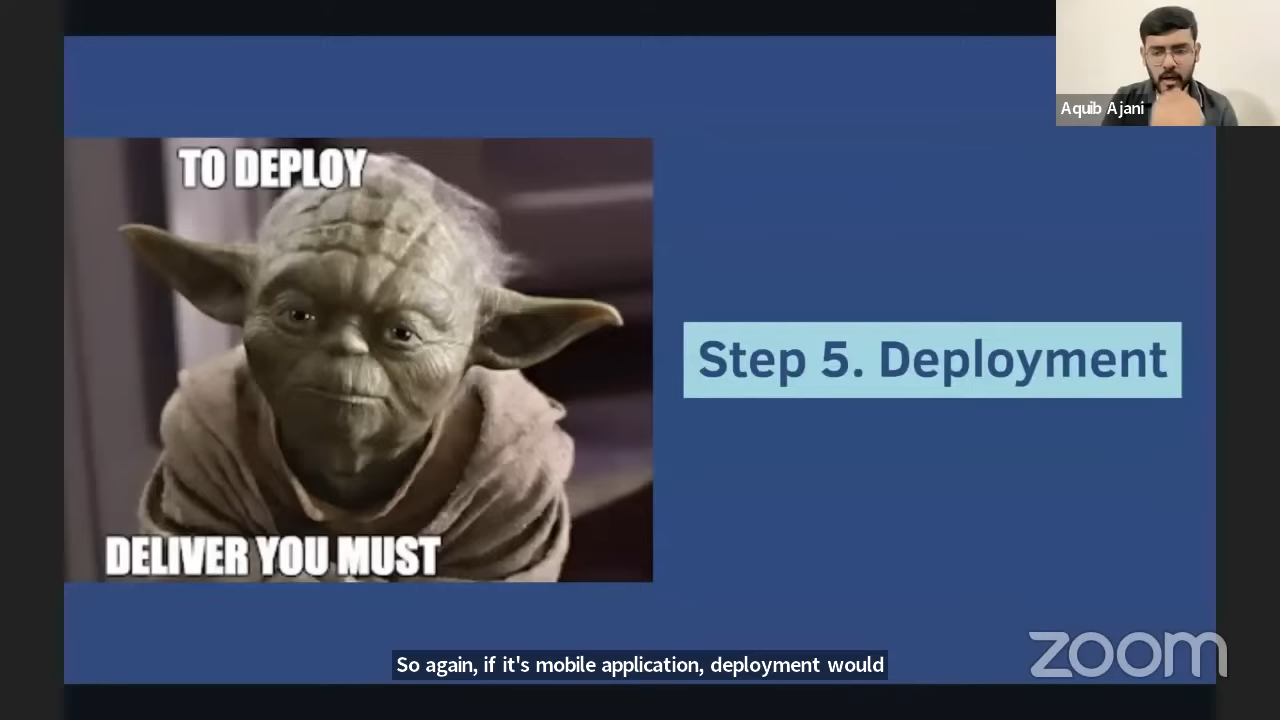 Aquib Ajani
TO DEPLOY
DELIVER YOU MUST
Step 5. Deployment
So again, if it's mobile application, deployment would
zoom